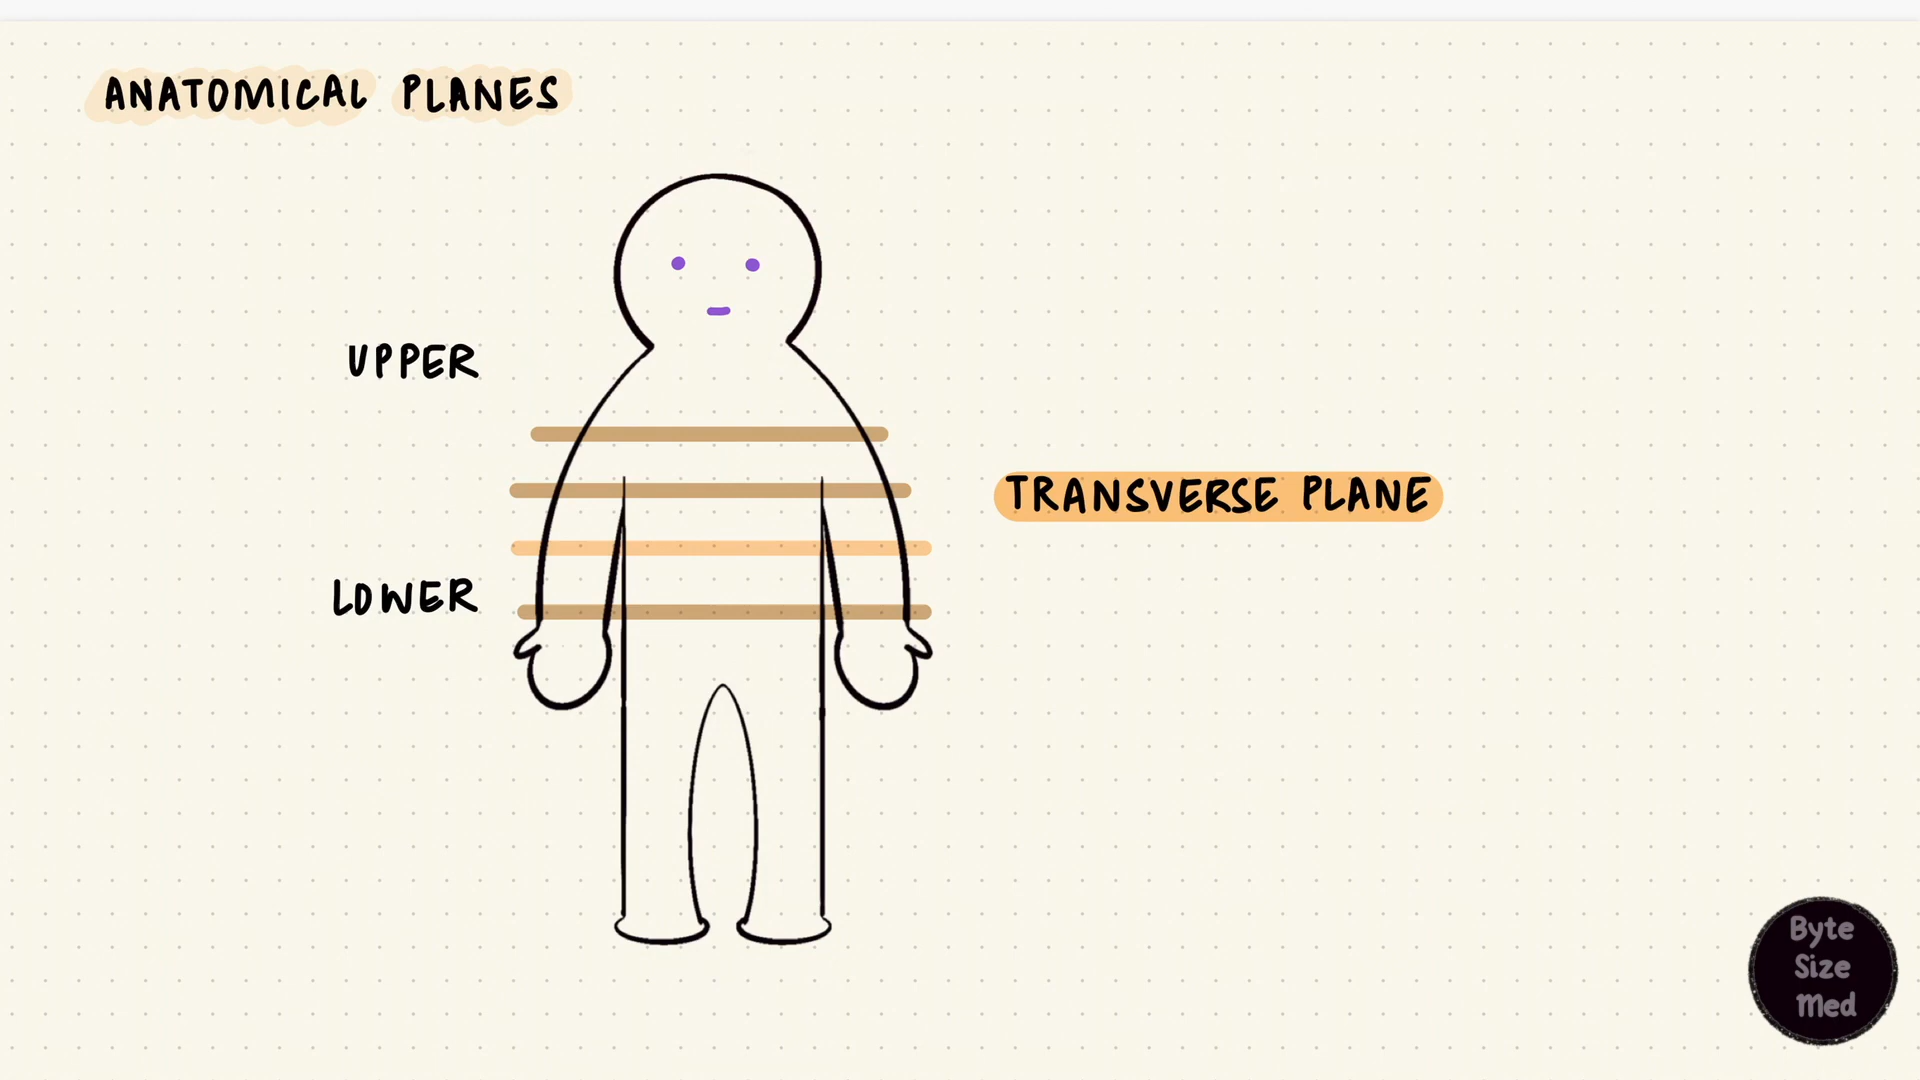 ANATOMICAL PLANES
UPPER
TRANSVERSE PLANE
LOWER
Byte
Size
Med